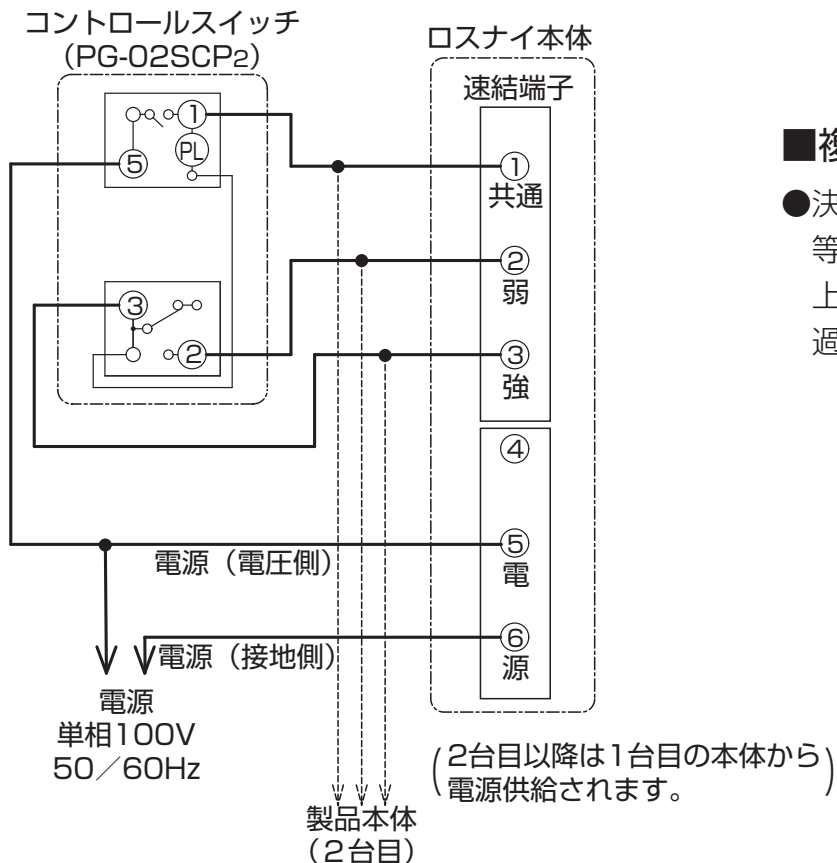 コントロールスイッチ
(PG-02SCP2)
ロスナイ本体
速結端子
①
PL
⑤
③
②
①
共通
②
弱
③
強
④
⑤
電
⑥
源
電源（電圧側）
電源（接地側）
電源
単相100V
50／60Hz
製品本体
（2台目）
(2台目以降は1台目の本体から
電源供給されます。)
■複
●決
等
上
過